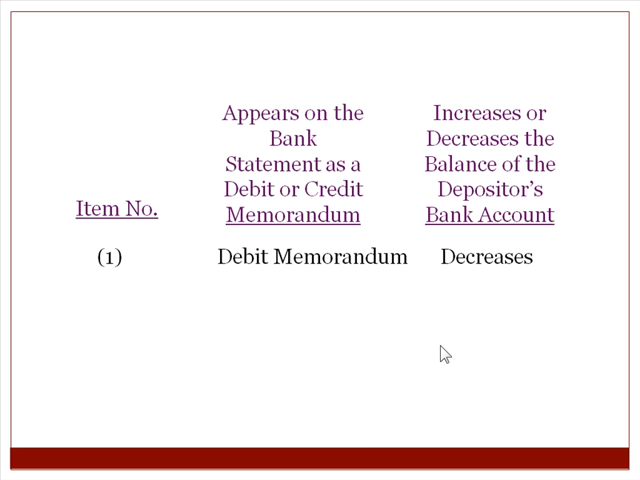 Item No.
Appears on the
Bank
Statement as a
Debit or Credit
Memorandum
Increases or
Decreases the
Balance of the
Depositor's
Bank Account
(1) Debit Memorandum Decreases